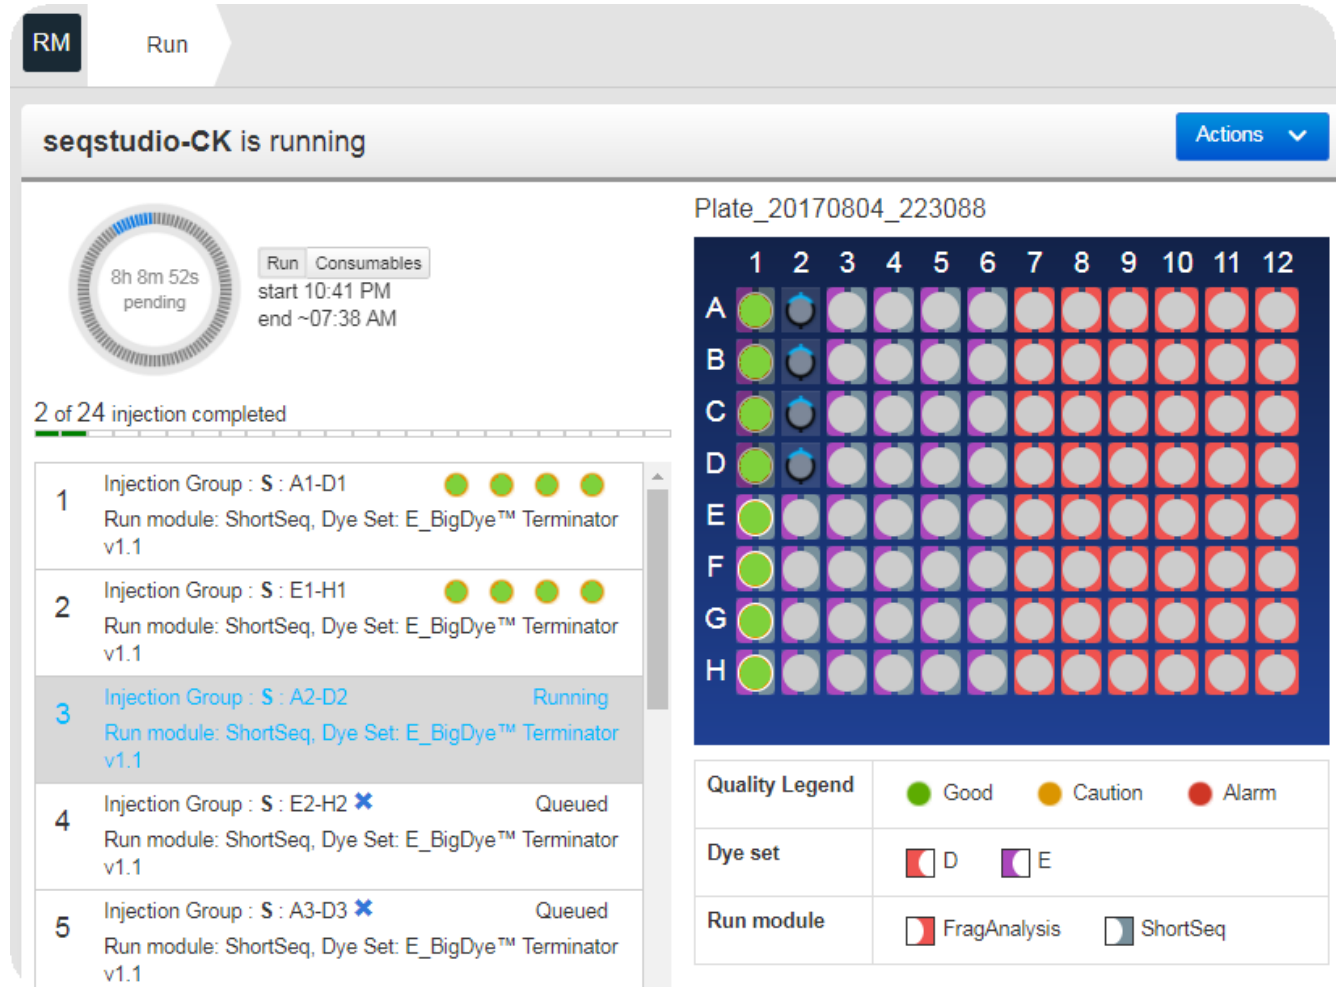 RM
Run
seqstudio-CK is running
Actions
8h 8m 52s
pending
Run Consumables
start 10:41 PM
end ~07:38 AM
2 of 24 injection completed
1
Injection Group : S : A1-D1
Run module: ShortSeq, Dye Set: E_BigDye™ Terminator
v1.1
2
Injection Group : S : E1-H1
Run module: ShortSeq, Dye Set: E_BigDye™ Terminator
v1.1
3
Injection Group : S : A2-D2 Running
Run module: ShortSeq, Dye Set: E_BigDye™ Terminator
v1.1
4
Injection Group : S : E2-H2 Queued
Run module: ShortSeq, Dye Set: E_BigDye™ Terminator
v1.1
5
Injection Group : S : A3-D3 Queued
Run module: ShortSeq, Dye Set: E_BigDye™ Terminator
v1.1
Plate_20170804_223088
1 2 3 4 5 6 7 8 9 10 11 12
A
B
C
D
E
F
G
H
Quality Legend Good Caution Alarm
Dye set D E
Run module FragAnalysis ShortSeq